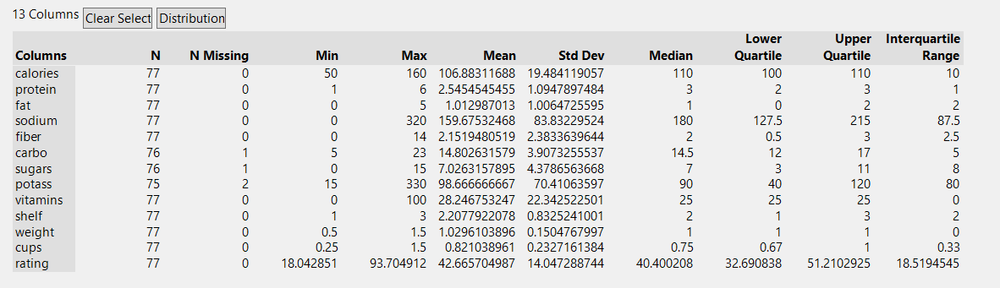 13 Columns Clear Select Distribution
Lower Upper Interquartile
Columns N N Missing Min Max Mean Std Dev Median Quartile Quartile Range
calories 77 0 50 160 106.88311688 19.484119057 110 100 110 10
protein 77 0 1 6 2.5454545455 1.0947897484 3 2 3 1
fat 77 0 0 5 1.012987013 1.0064725595 1 0 2 2
sodium 77 0 0 320 159.67532468 83.83229524 180 127.5 215 87.5
fiber 77 0 0 14 2.1519480519 2.3833639644 2 0.5 3 2.5
carbo 76 1 5 23 14.802631579 3.9073255537 14.5 12 17 5
sugars 76 1 0 15 7.0263157895 4.3786563668 7 3 11 8
potass 75 2 15 330 98.666666667 70.41063597 90 40 120 80
vitamins 77 0 0 100 28.246753247 22.342522501 25 25 25 0
shelf 77 0 1 3 2.2077922078 0.8325241001 2 1 3 2
weight 77 0 0.5 1.5 1.0296103896 0.1504767997 1 1 1 0
cups 77 0 0.25 1.5 0.821038961 0.2327161384 0.75 0.67 1 0.33
rating 77 0 18.042851 93.704912 42.665704987 14.047288744 40.400208 32.690838 51.2102925 18.5194545